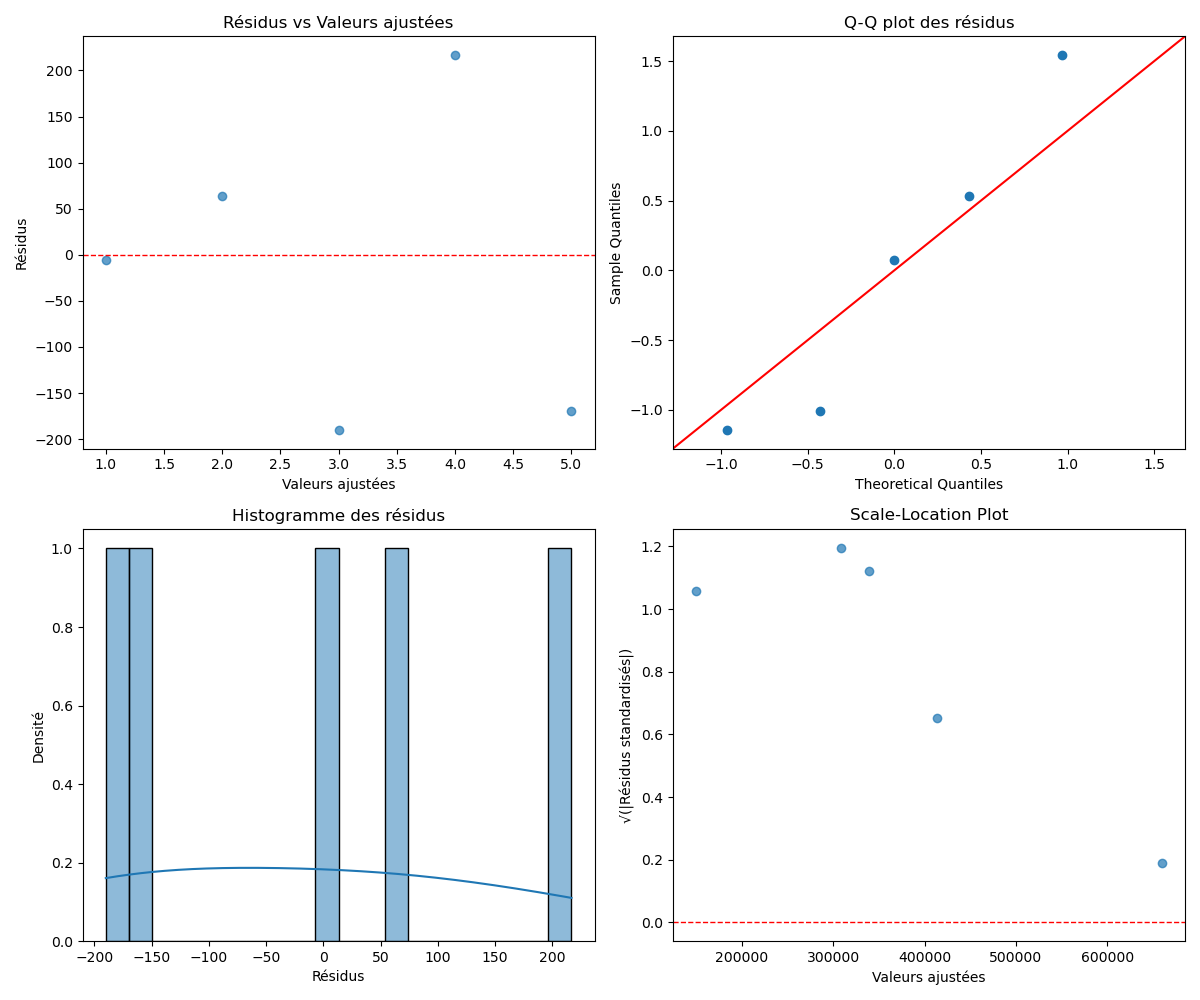 Résidus vs Valeurs ajustées
200
150
100
50
0
−50
−100
−150
−200
Résidus
1.0 1.5 2.0 2.5 3.0 3.5 4.0 4.5 5.0
Valeurs ajustées
Q-Q plot des résidus
1.5
1.0
0.5
0.0
−0.5
−1.0
Sample Quantiles
−1.0 −0.5 0.0 0.5 1.0 1.5
Theoretical Quantiles
Histogramme des résidus
1.0
0.8
0.6
0.4
0.2
0.0
Densité
−200 −150 −100 −50 0 50 100 150 200
Résidus
Scale-Location Plot
1.2
1.0
0.8
0.6
0.4
0.2
0.0
√(|Résidus standardisés|)
200000 300000 400000 500000 600000
Valeurs ajustées